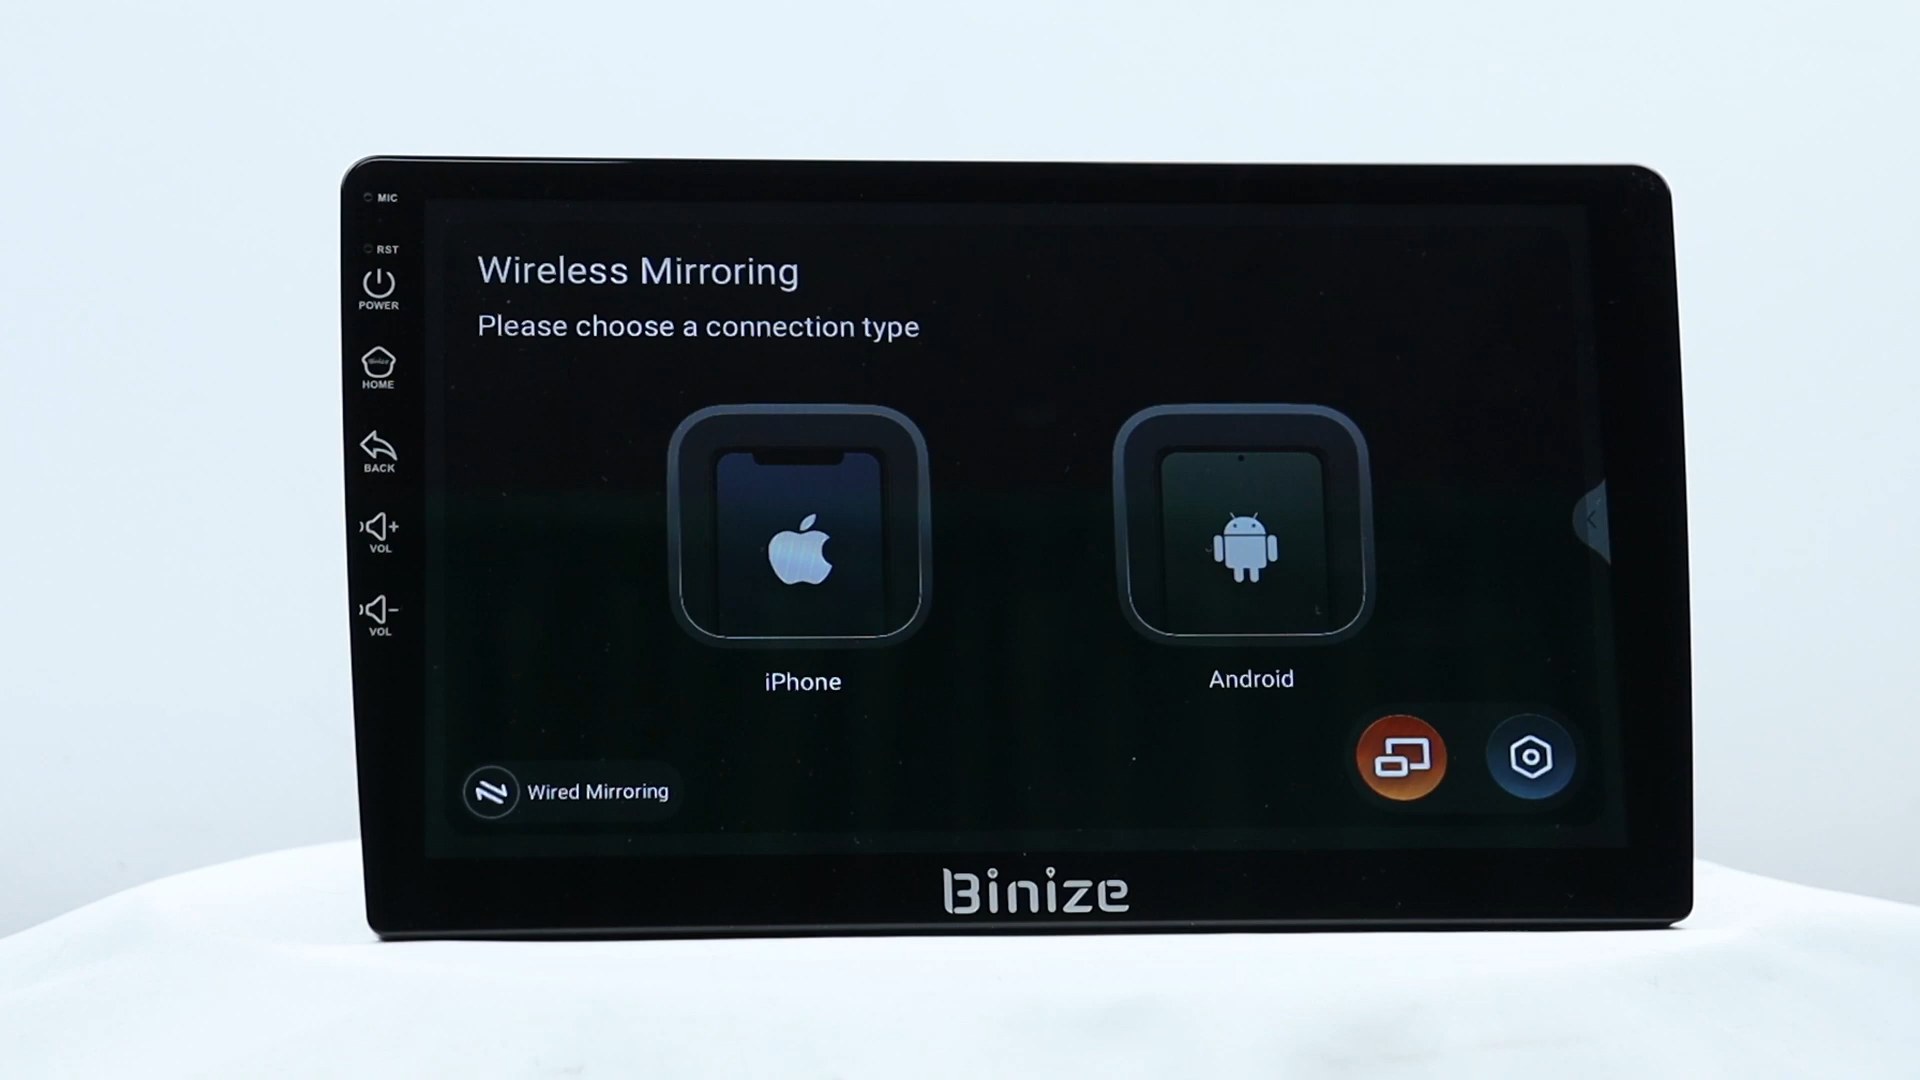 MIC
RST
POWER
HOME
BACK
VOL
VOL
Wireless Mirroring
Please choose a connection type
iPhone
Android
Wired Mirroring
Binize